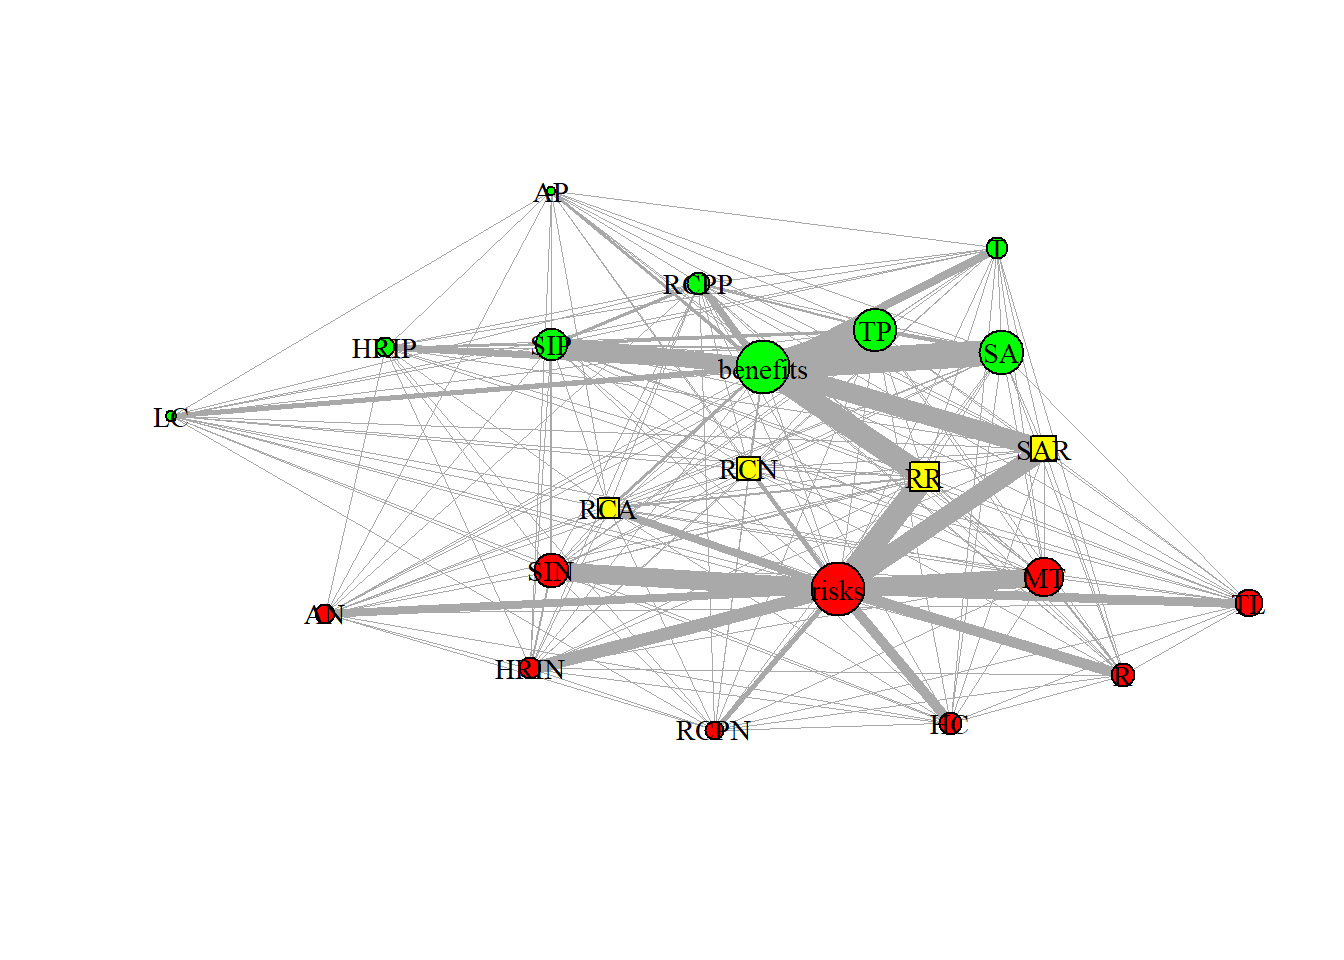 AP
I
RCPP
TP
HRIP
SIP
SA
benefits
LC
SAR
RCN
RR
RCA
SIN
MT
risks
TL
AN
HRIN
R
HC
RCPN